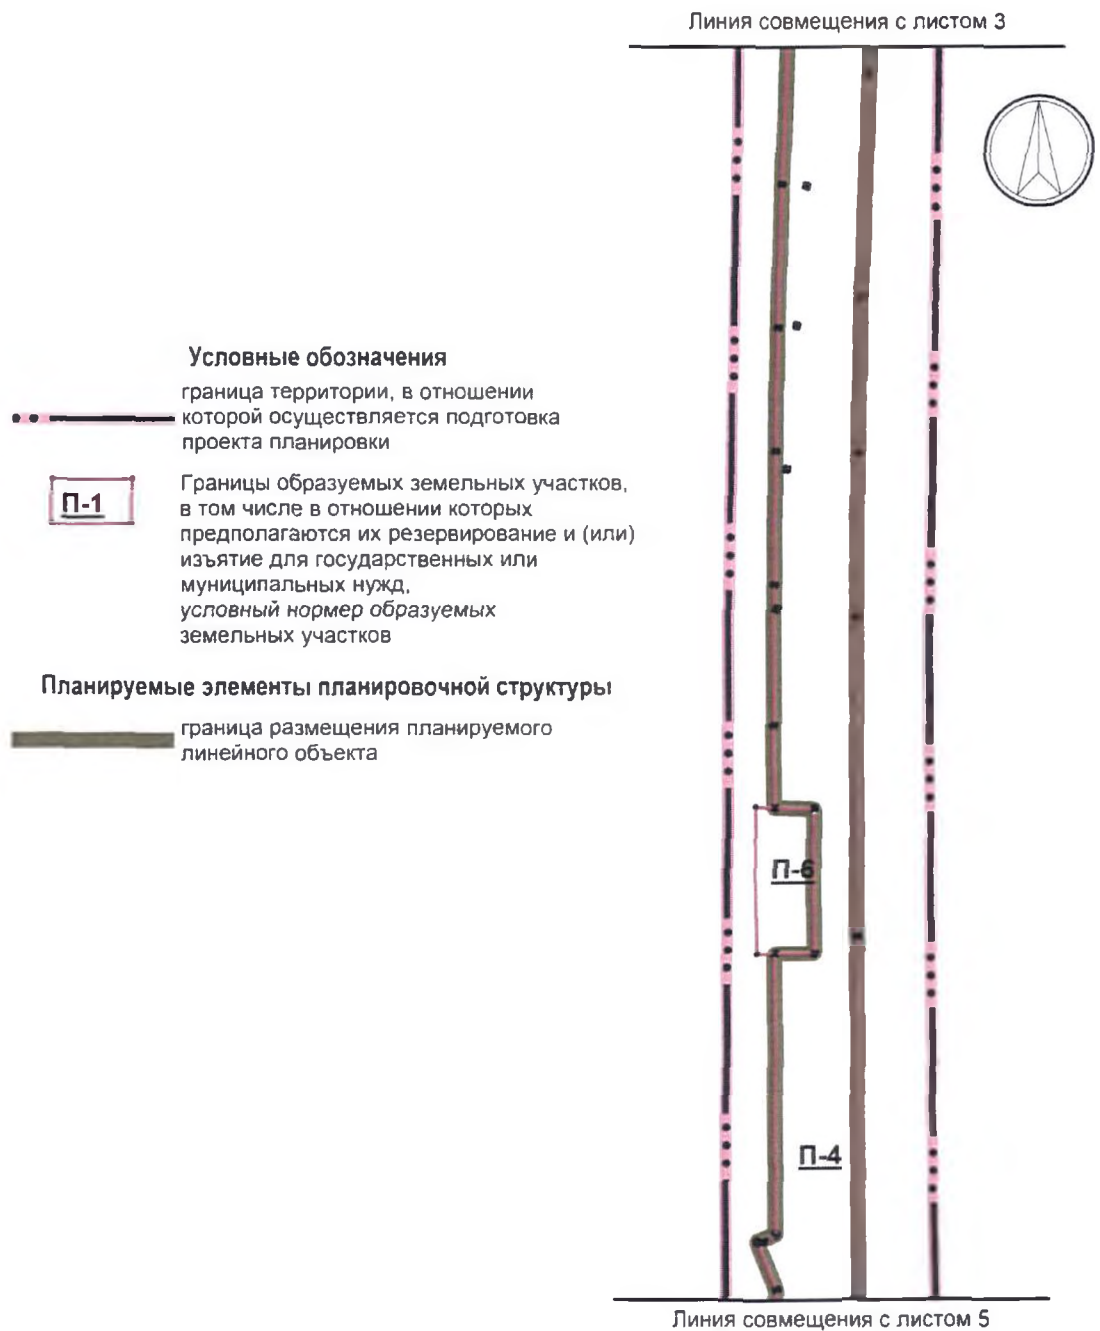 Линия совмещения с листом 3
Условные обозначения
граница территории, в отношении
которой осуществляется подготовка
проекта планировки
П-1
Границы образуемых земельных участков,
в том числе в отношении которых
предполагаются их резервирование и (или)
изъятие для государственных или
муниципальных нужд,
условный нормер образуемых
земельных участков
Планируемые элементы планировочной структуры
граница размещения планируемого
линейного объекта
П-6
П-4
Линия совмещения с листом 5